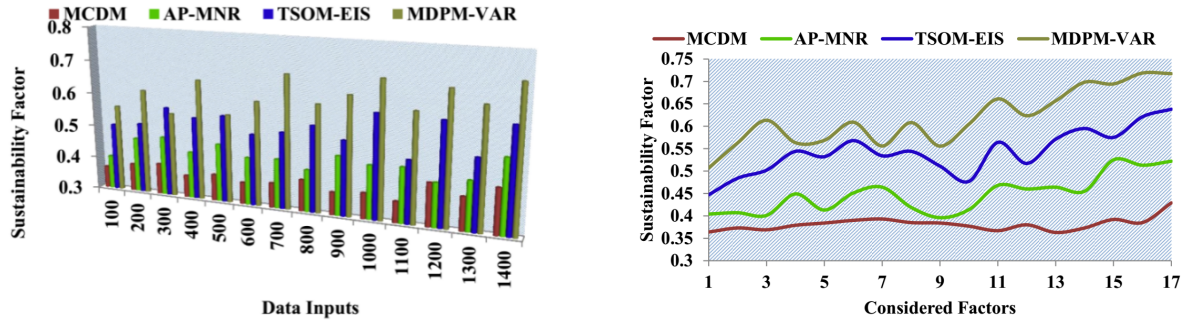 MCDM AP-MNR TSOM-EIS MDPM-VAR
0.8
0.7
0.6
0.5
0.4
0.3
Sustainability Factor
100 200 300 400 500 600 700 800 900 1000 1100 1200 1300 1400
Data Inputs
MCDM AP-MNR TSOM-EIS MDPM-VAR
0.75
0.7
0.65
0.6
0.55
0.5
0.45
0.4
0.35
0.3
Sustainability Factor
1 3 5 7 9 11 13 15 17
Considered Factors